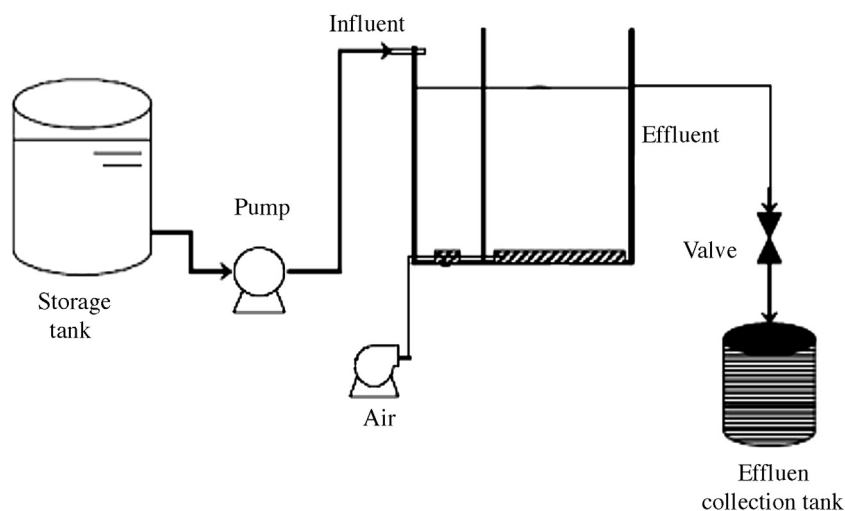 Influent
Effluent
Pump
Valve
Storage
tank
Air
Effluen
collection tank